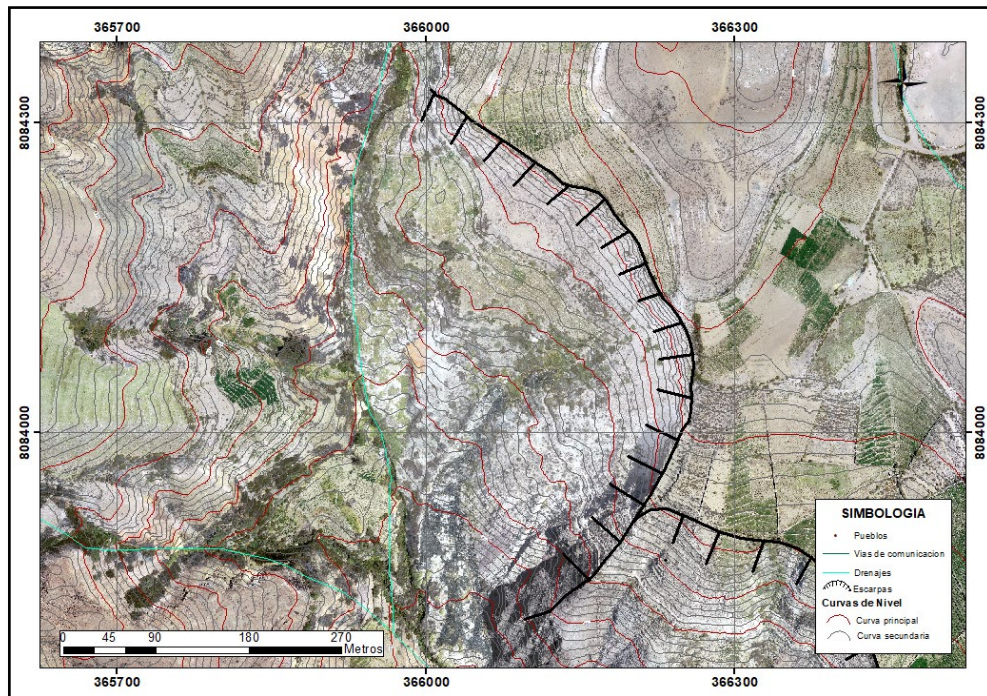 365700 366000 366300
8084300 8084300
8084000 8084000
SIMBOLOGIA
Pueblos
Vias de comunicacion
Drenajes
Escarpas
Curvas de Nivel
Curva principal
Curva secundaria
0 45 90 180 270
Metros
365700 366000 366300